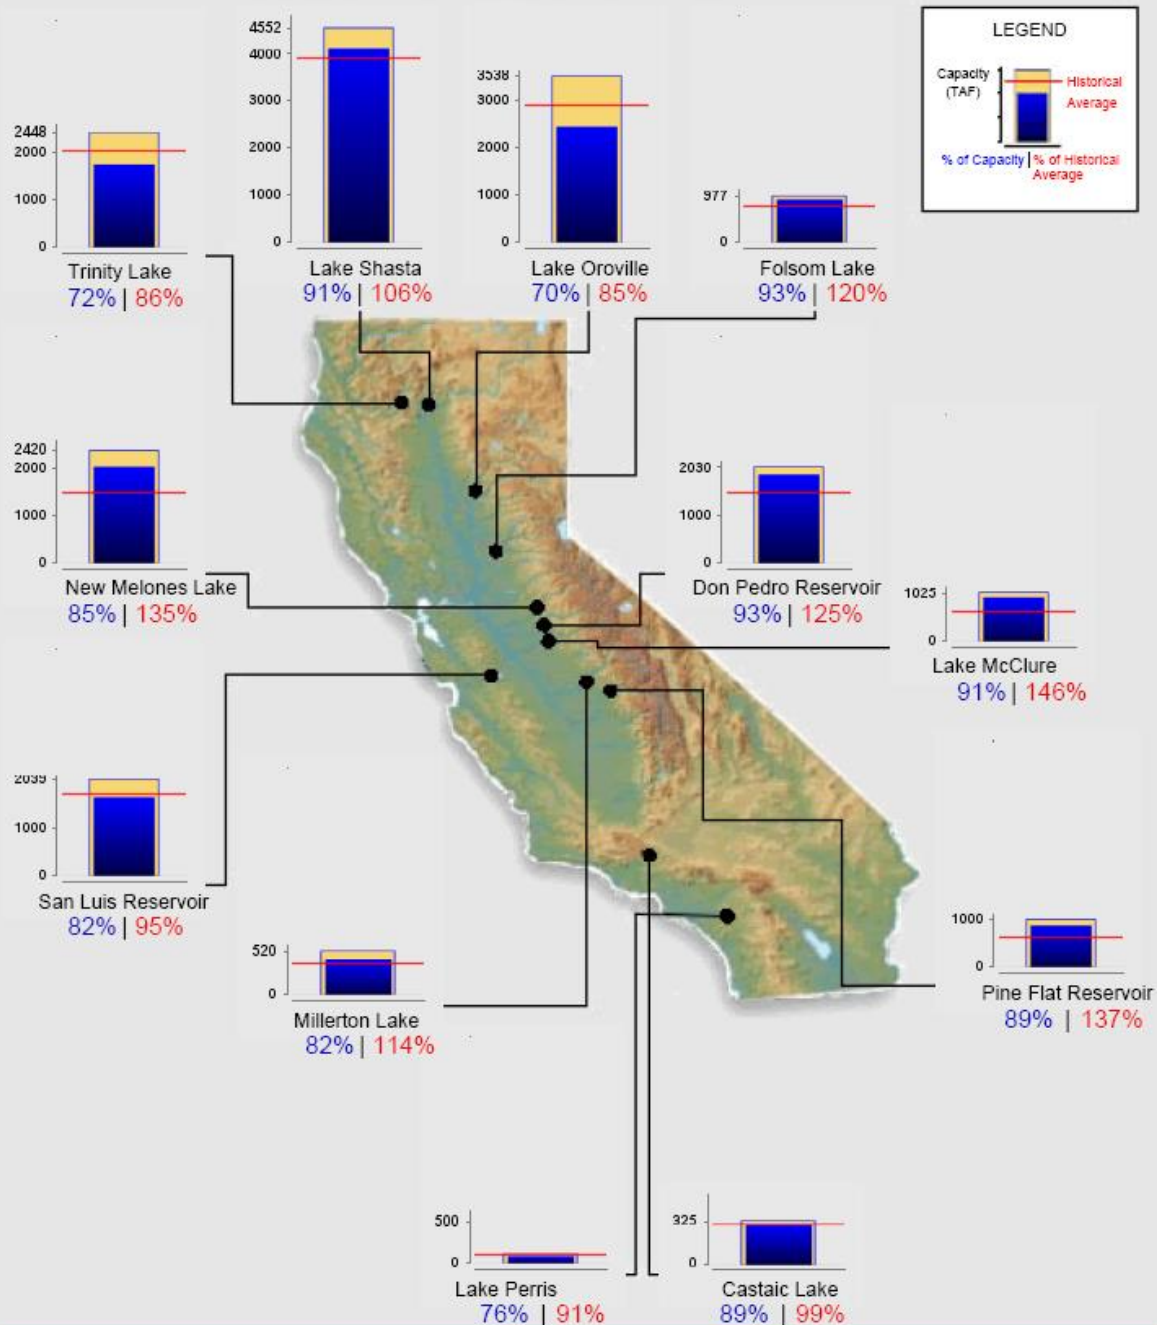 LEGEND
Capacity
(TAF)
Historical
Average
% of Capacity | % of Historical
Average
4552
4000
3000
2000
1000
0
Lake Shasta
91% | 106%
3538
3000
2000
1000
0
Lake Oroville
70% | 85%
2448
2000
1000
0
Trinity Lake
72% | 86%
977
0
Folsom Lake
93% | 120%
2420
2000
1000
0
New Melones Lake
85% | 135%
2030
1000
0
Don Pedro Reservoir
93% | 125%
1025
0
Lake McClure
91% | 146%
2039
1000
0
San Luis Reservoir
82% | 95%
520
0
Millerton Lake
82% | 114%
1000
0
Pine Flat Reservoir
89% | 137%
500
0
Lake Perris
76% | 91%
325
0
Castaic Lake
89% | 99%